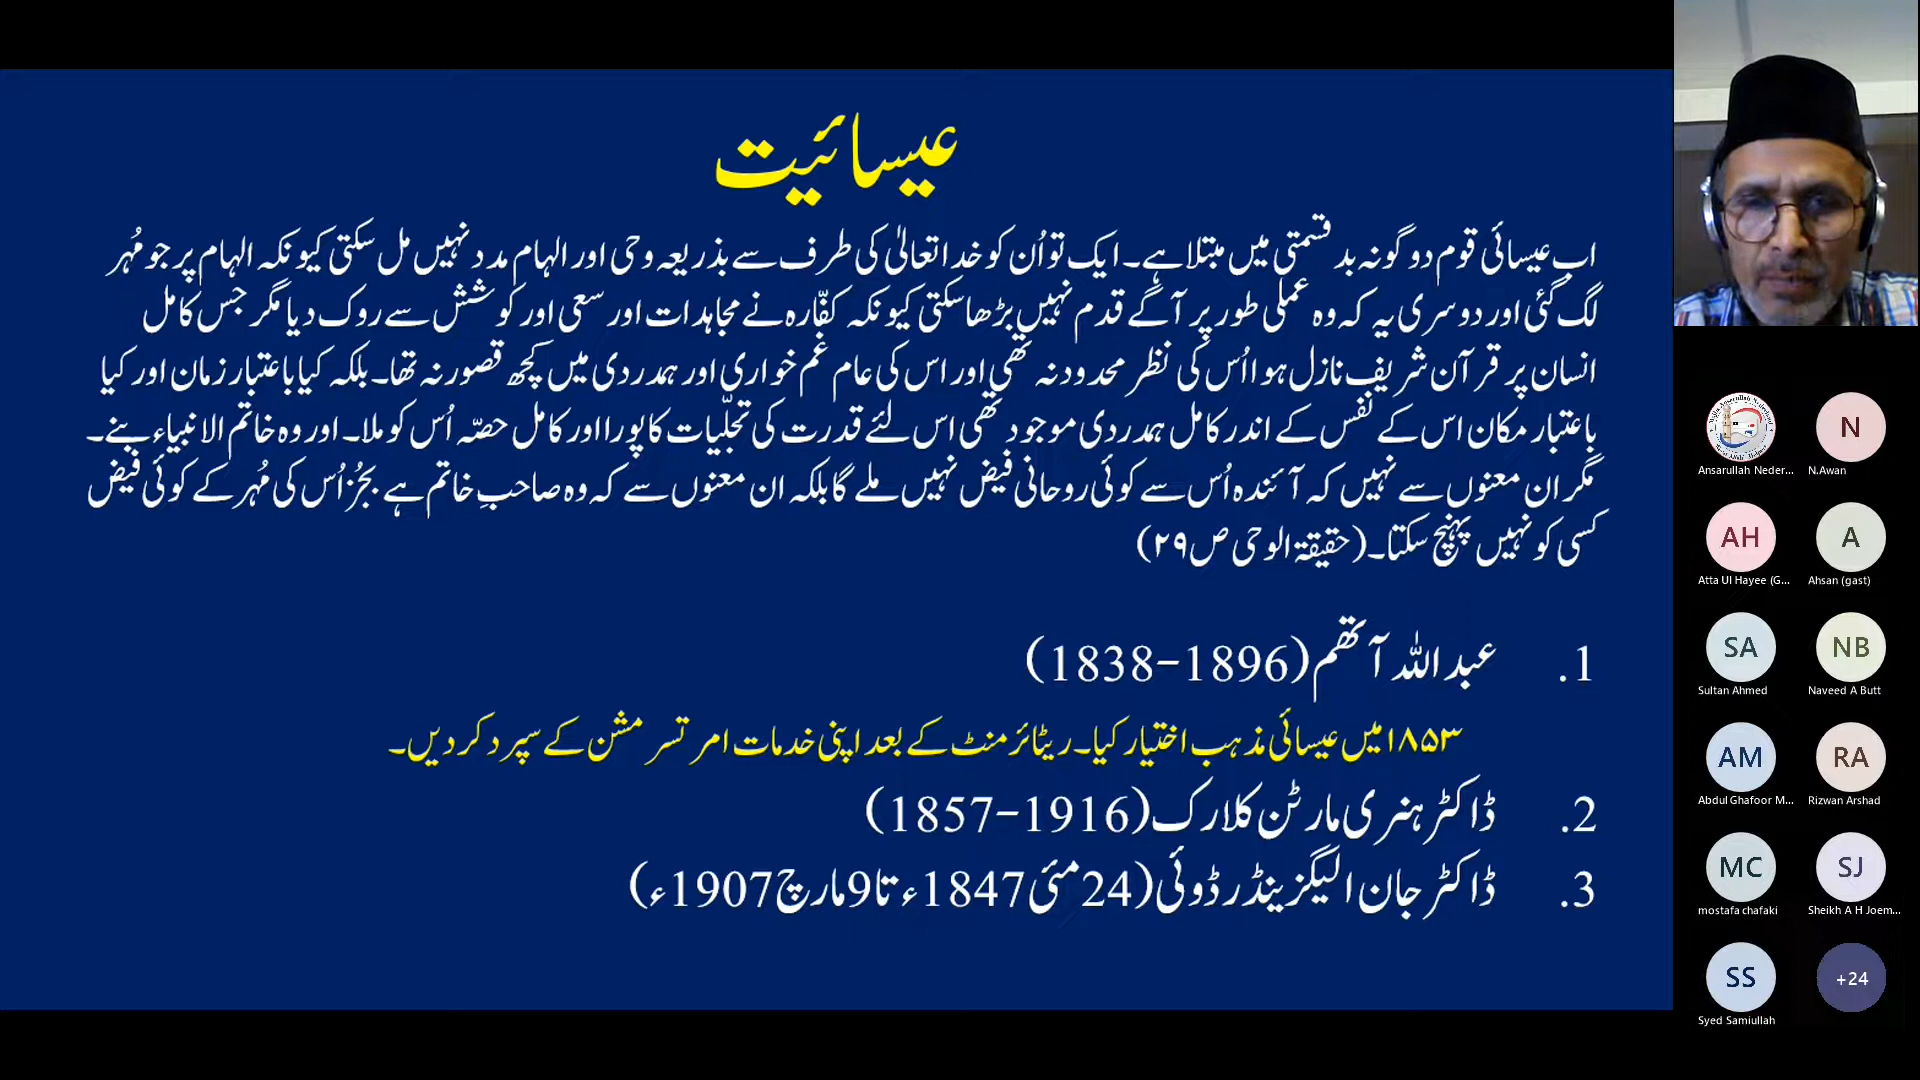 عیسائیت
اب عیسائی قوم دو گونہ بد قسمتی میں مبتلا ہے۔ ایک تو اُن کو خدا تعالیٰ کی طرف سے بذریعہ وحی اور الہام مدد نہیں مل سکتی کیونکہ الہام پر جو مُہر
لگ گئی اور دوسری یہ کہ وہ عملی طور پر آگے قدم نہیں بڑھا سکتی کیونکہ کفّارہ نے مجاہدات اور سعی اور کوشش سے روک دیا مگر جس کامل
انسان پر قرآن شریف نازل ہوا اُس کی نظر محدود نہ تھی اور اس کی عام غم خواری اور ہمدردی میں کچھ قصور نہ تھا۔ بلکہ کیا باعتبار زمان اور کیا
باعتبار مکان اس کے نفس کے اندر کامل ہمدردی موجود تھی اس لئے قدرت کی تجلّیات کا پورا اور کامل حصّہ اُس کو ملا۔ اور وہ خاتم الانبیاء بنے۔
مگر ان معنوں سے نہیں کہ آئندہ اُس سے کوئی روحانی فیض نہیں ملے گا بلکہ ان معنوں سے کہ وہ صاحبِ خاتم ہے بجُز اُس کی مُہر کے کوئی فیض
کسی کو نہیں پہنچ سکتا۔ (حقیقۃ الوحی ص ۲۹)
1. عبداللہ آتھم (1838-1896)
۱۸۵۳ میں عیسائی مذہب اختیار کیا۔ ریٹائرمنٹ کے بعد اپنی خدمات امرتسر مشن کے سپرد کر دیں۔
2. ڈاکٹر ہنری مارٹن کلارک (1857-1916)
3. ڈاکٹر جان الیگزینڈر ڈوئی (24 مئی 1847ء تا 9 مارچ 1907ء)
Ansarullah Neder...
N
N.Awan
AH
Atta Ul Hayee (G...
A
Ahsan (gast)
SA
Sultan Ahmed
NB
Naveed A Butt
AM
Abdul Ghafoor M...
RA
Rizwan Arshad
MC
mostafa chafaki
SJ
Sheikh A H Joem...
SS
Syed Samiullah
+24